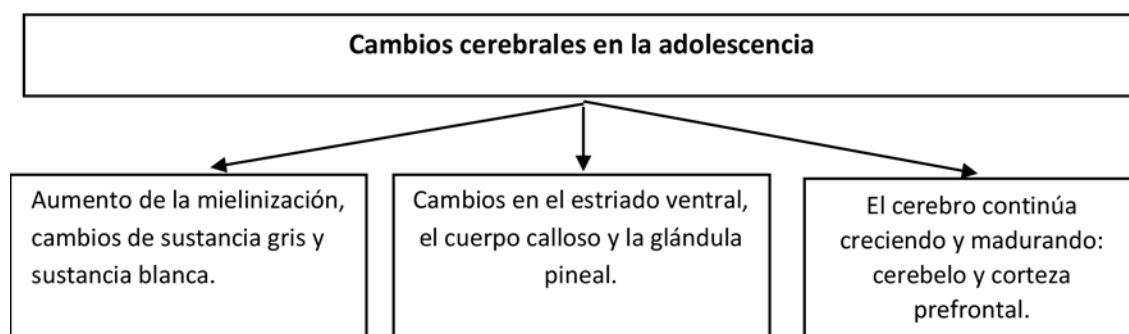 Cambios cerebrales en la adolescencia
Aumento de la mielinización,
cambios de sustancia gris y
sustancia blanca.
Cambios en el estriado ventral,
el cuerpo calloso y la glándula
pineal.
El cerebro continúa
creciendo y madurando:
cerebelo y corteza
prefrontal.